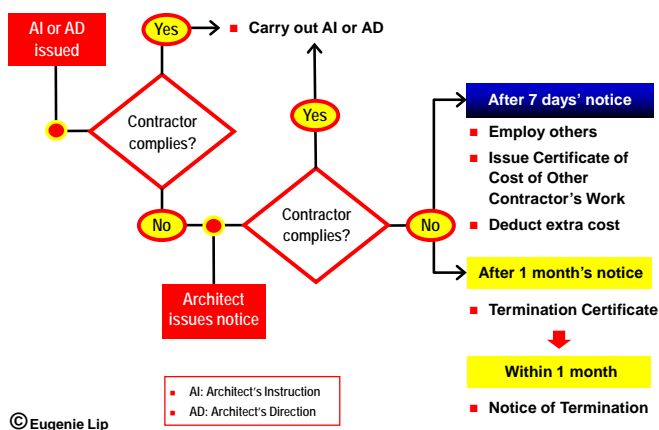 AI or AD
issued
Yes
Carry out AI or AD
Contractor
complies?
Yes
No
Architect
issues notice
Contractor
complies?
No
After 7 days' notice
Employ others
Issue Certificate of
Cost of Other
Contractor's Work
Deduct extra cost
After 1 month's notice
Termination Certificate
Within 1 month
Notice of Termination
AI: Architect's Instruction
AD: Architect's Direction
© Eugenie Lip